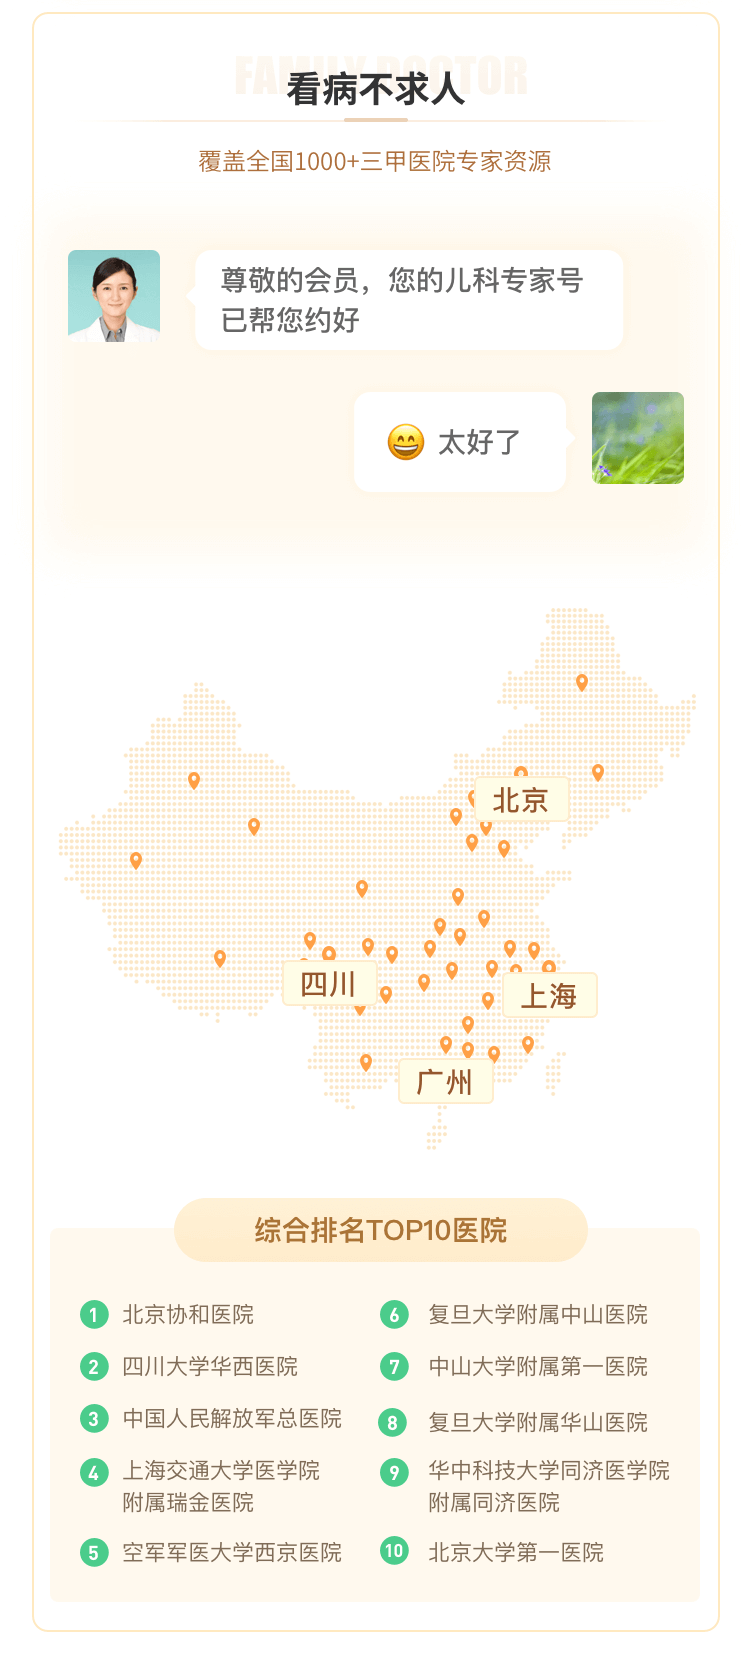 FAMILY DOCTOR
看病不求人
覆盖全国1000+三甲医院专家资源
尊敬的会员，您的儿科专家号
已帮您约好
太好了
北京
四川
上海
广州
综合排名TOP10医院
1 北京协和医院
2 四川大学华西医院
3 中国人民解放军总医院
4 上海交通大学医学院
附属瑞金医院
5 空军军医大学西京医院
6 复旦大学附属中山医院
7 中山大学附属第一医院
8 复旦大学附属华山医院
9 华中科技大学同济医学院
附属同济医院
10 北京大学第一医院